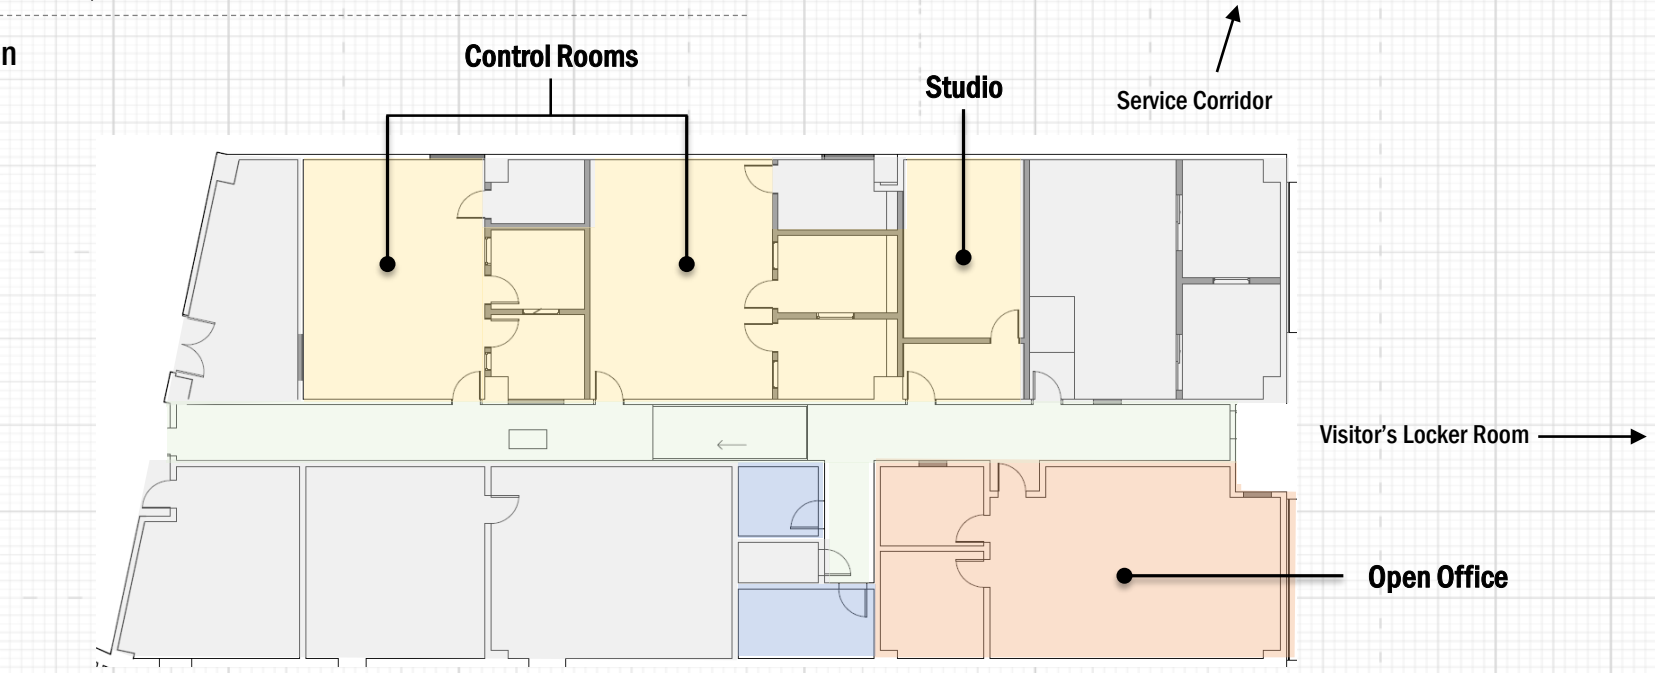 n
Control Rooms
Studio
Service Corridor
Visitor's Locker Room
Open Office